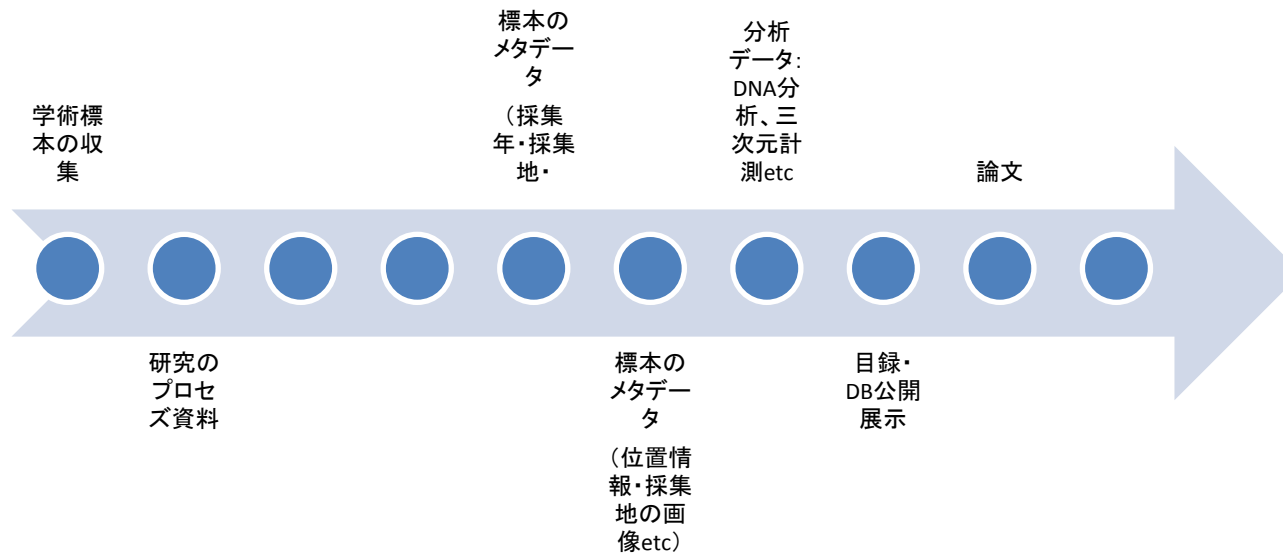 学術標
本の収
集
研究の
プロセ
ズ資料
標本の
メタデー
タ
（採集
年・採集
地・
標本の
メタデー
タ
（位置情
報・採集
地の画
像etc）
分析
データ:
DNA分
析、三
次元計
測etc
目録・
DB公開
展示
論文